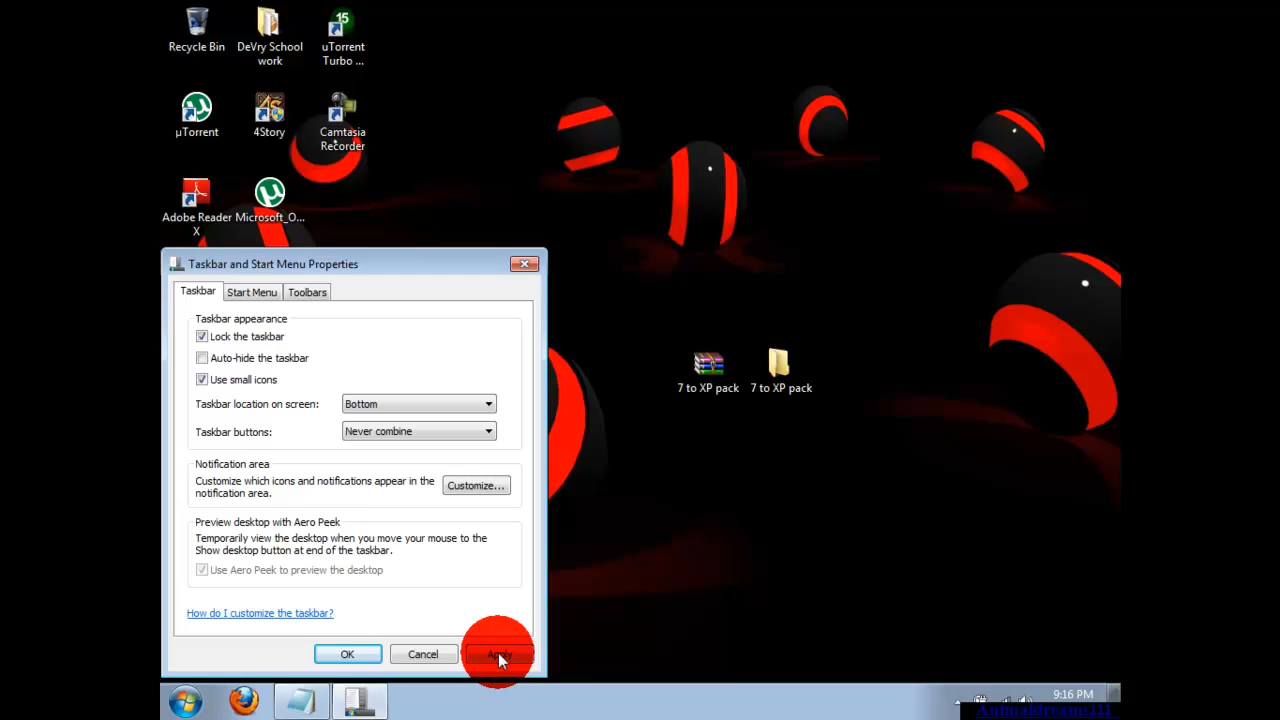 Recycle Bin
DeVry School
work
15
uTorrent
Turbo ...
µTorrent
4Story
Camtasia
Recorder
Adobe Reader
X
Microsoft_O...
Taskbar and Start Menu Properties
Taskbar
Start Menu
Toolbars
Taskbar appearance
Lock the taskbar
Auto-hide the taskbar
Use small icons
Taskbar location on screen:
Bottom
Taskbar buttons:
Never combine
Notification area
Customize which icons and notifications appear in the
notification area.
Customize...
Preview desktop with Aero Peek
Temporarily view the desktop when you move your mouse to the
Show desktop button at end of the taskbar.
Use Aero Peek to preview the desktop
How do I customize the taskbar?
OK
Cancel
Apply
7 to XP pack
7 to XP pack
9:16 PM
Animaldreams111